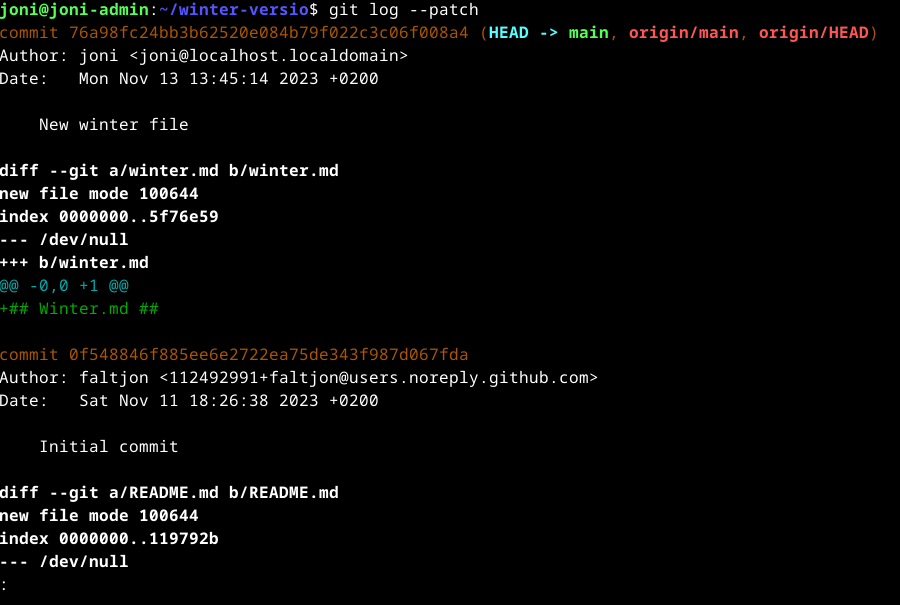 joni@joni-admin:~/winter-versio$ git log --patch
commit 76a98fc24bb3b62520e084b79f022c3c06f008a4 (HEAD -> main, origin/main, origin/HEAD)
Author: joni <joni@localhost.localdomain>
Date:   Mon Nov 13 13:45:14 2023 +0200

    New winter file

diff --git a/winter.md b/winter.md
new file mode 100644
index 0000000..5f76e59
--- /dev/null
+++ b/winter.md
@@ -0,0 +1 @@
+## Winter.md ##

commit 0f548846f885ee6e2722ea75de343f987d067fda
Author: faltjon <112492991+faltjon@users.noreply.github.com>
Date:   Sat Nov 11 18:26:38 2023 +0200

    Initial commit

diff --git a/README.md b/README.md
new file mode 100644
index 0000000..119792b
--- /dev/null
: